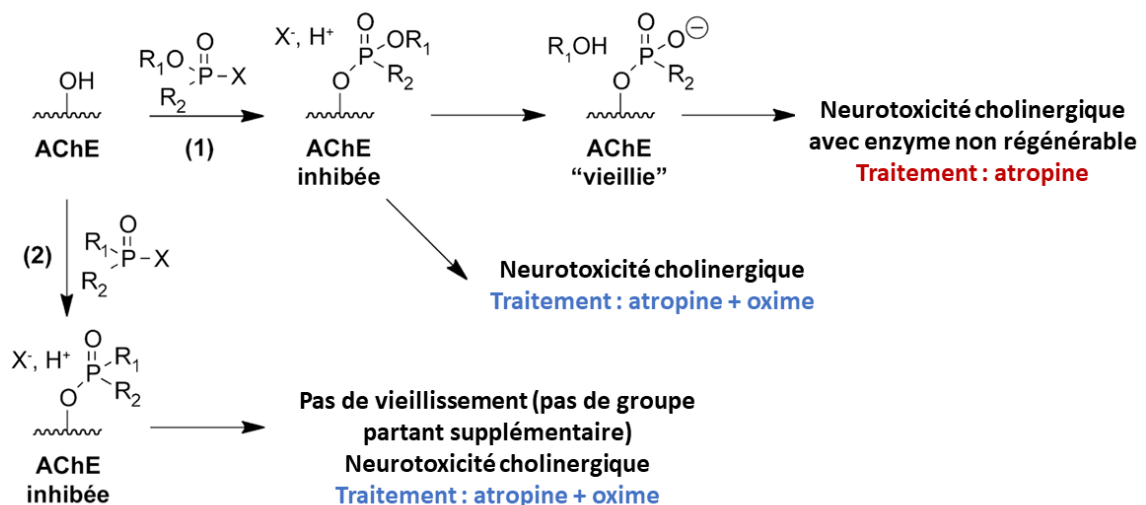 OH
AChE
R₁O
O
P
X
R₂
(1)
X⁻, H⁺
O
P
OR₁
R₂
O
AChE
inhibée
R₁OH
O
P
O⊖
R₂
O
AChE
“vieillie”
Neurotoxicité cholinergique
avec enzyme non régénérable
Traitement : atropine
Neurotoxicité cholinergique
Traitement : atropine + oxime
(2)
O
R₁
P
X
R₂
X⁻, H⁺
O
P
R₁
R₂
O
AChE
inhibée
Pas de vieillissement (pas de groupe
partant supplémentaire)
Neurotoxicité cholinergique
Traitement : atropine + oxime